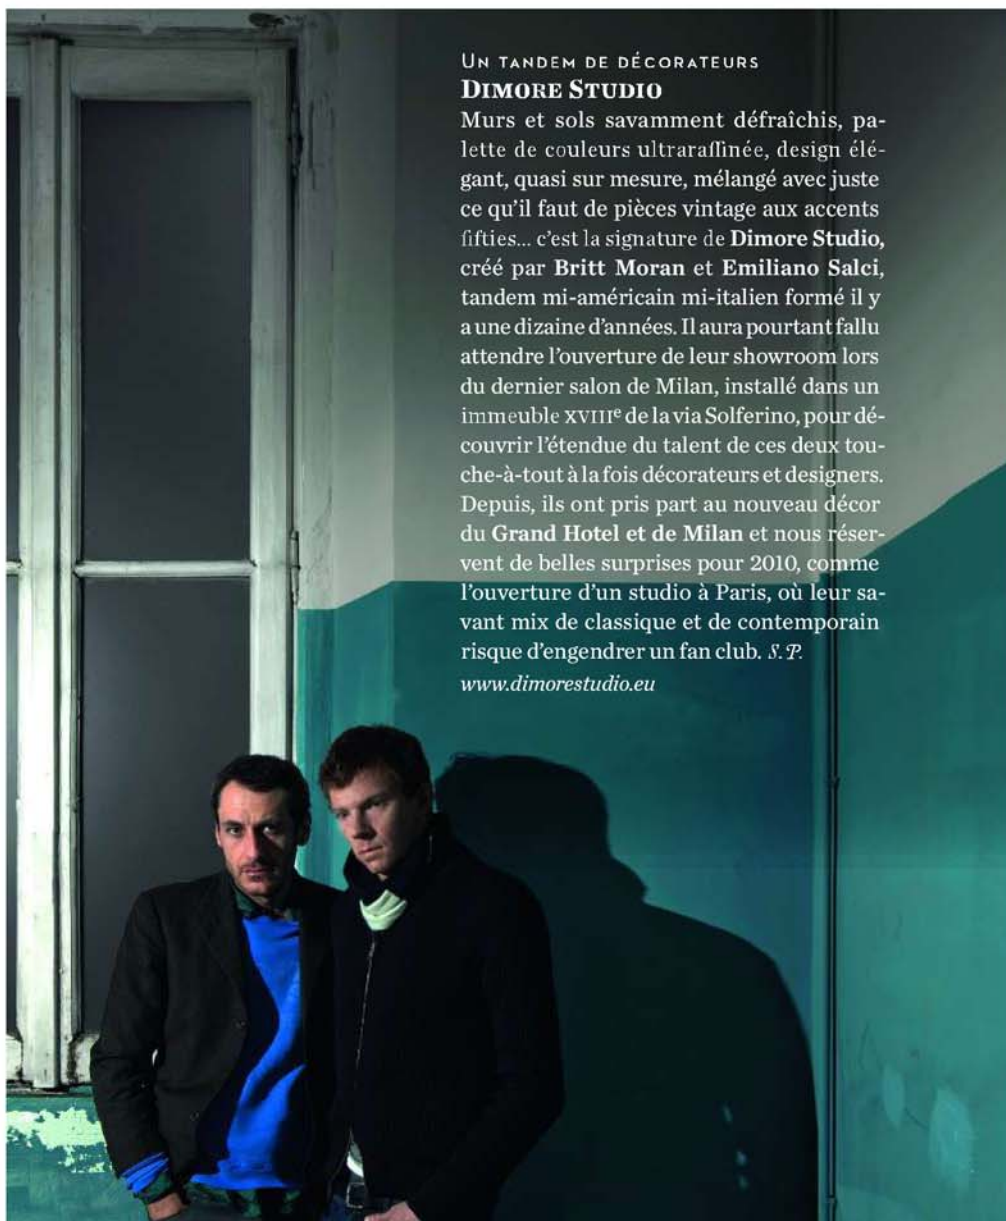 UN TANDEM DE DÉCORATEURS
DIMORE STUDIO
Murs et sols savamment défraîchis, pa-
lette de couleurs ultraraffinée, design élé-
gant, quasi sur mesure, mélangé avec juste
ce qu'il faut de pièces vintage aux accents
fifties... c'est la signature de Dimore Studio,
créé par Britt Moran et Emiliano Salci,
tandem mi-américain mi-italien formé il y
a une dizaine d'années. Il aura pourtant fallu
attendre l'ouverture de leur showroom lors
du dernier salon de Milan, installé dans un
immeuble XVIIIe de la via Solferino, pour dé-
couvrir l'étendue du talent de ces deux tou-
che-à-tout à la fois décorateurs et designers.
Depuis, ils ont pris part au nouveau décor
du Grand Hotel et de Milan et nous réser-
vent de belles surprises pour 2010, comme
l'ouverture d'un studio à Paris, où leur sa-
vant mix de classique et de contemporain
risque d'engendrer un fan club. S. P.
www.dimorestudio.eu